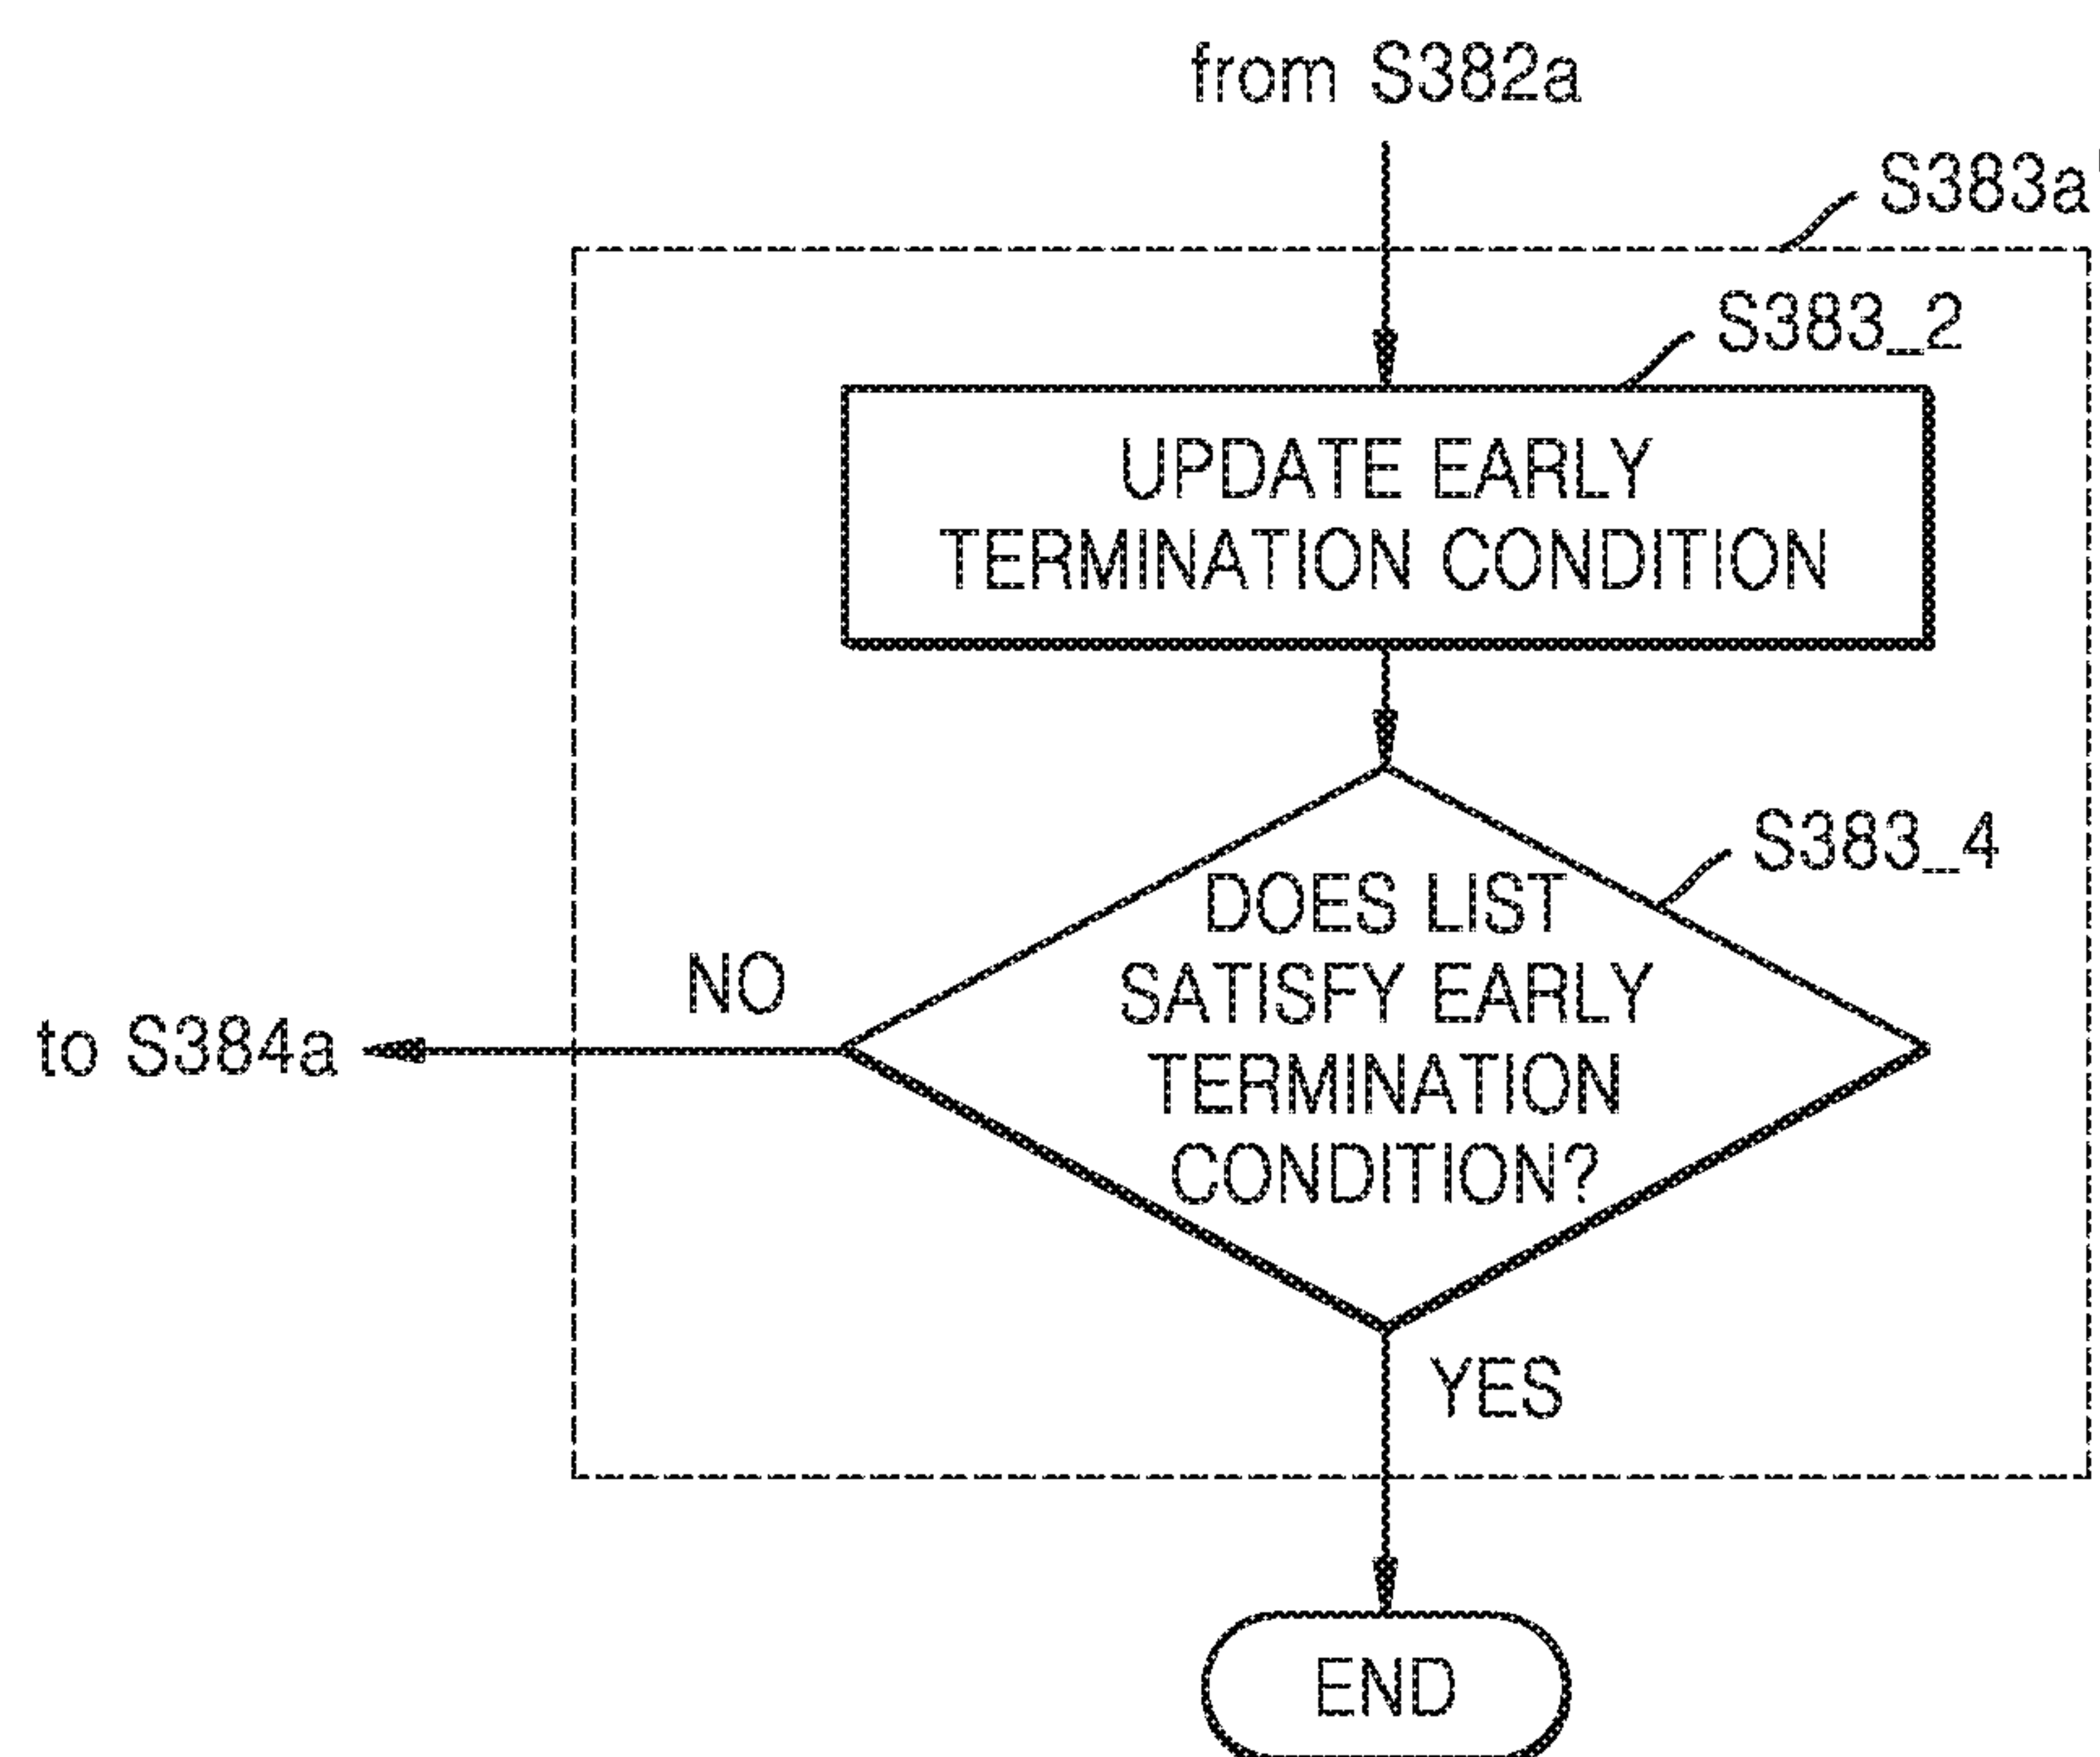 from S382a
S383a'
S383_2
UPDATE EARLY
TERMINATION CONDITION
S383_4
DOES LIST
SATISFY EARLY
TERMINATION
CONDITION?
NO
to S384a
YES
END